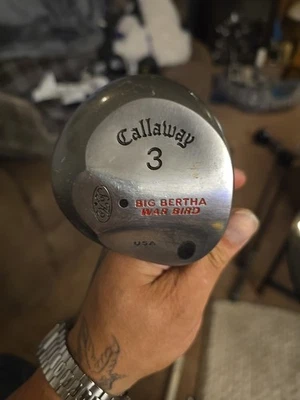 Callaway
3
BIG BERTHA
WAR BIRD
USA